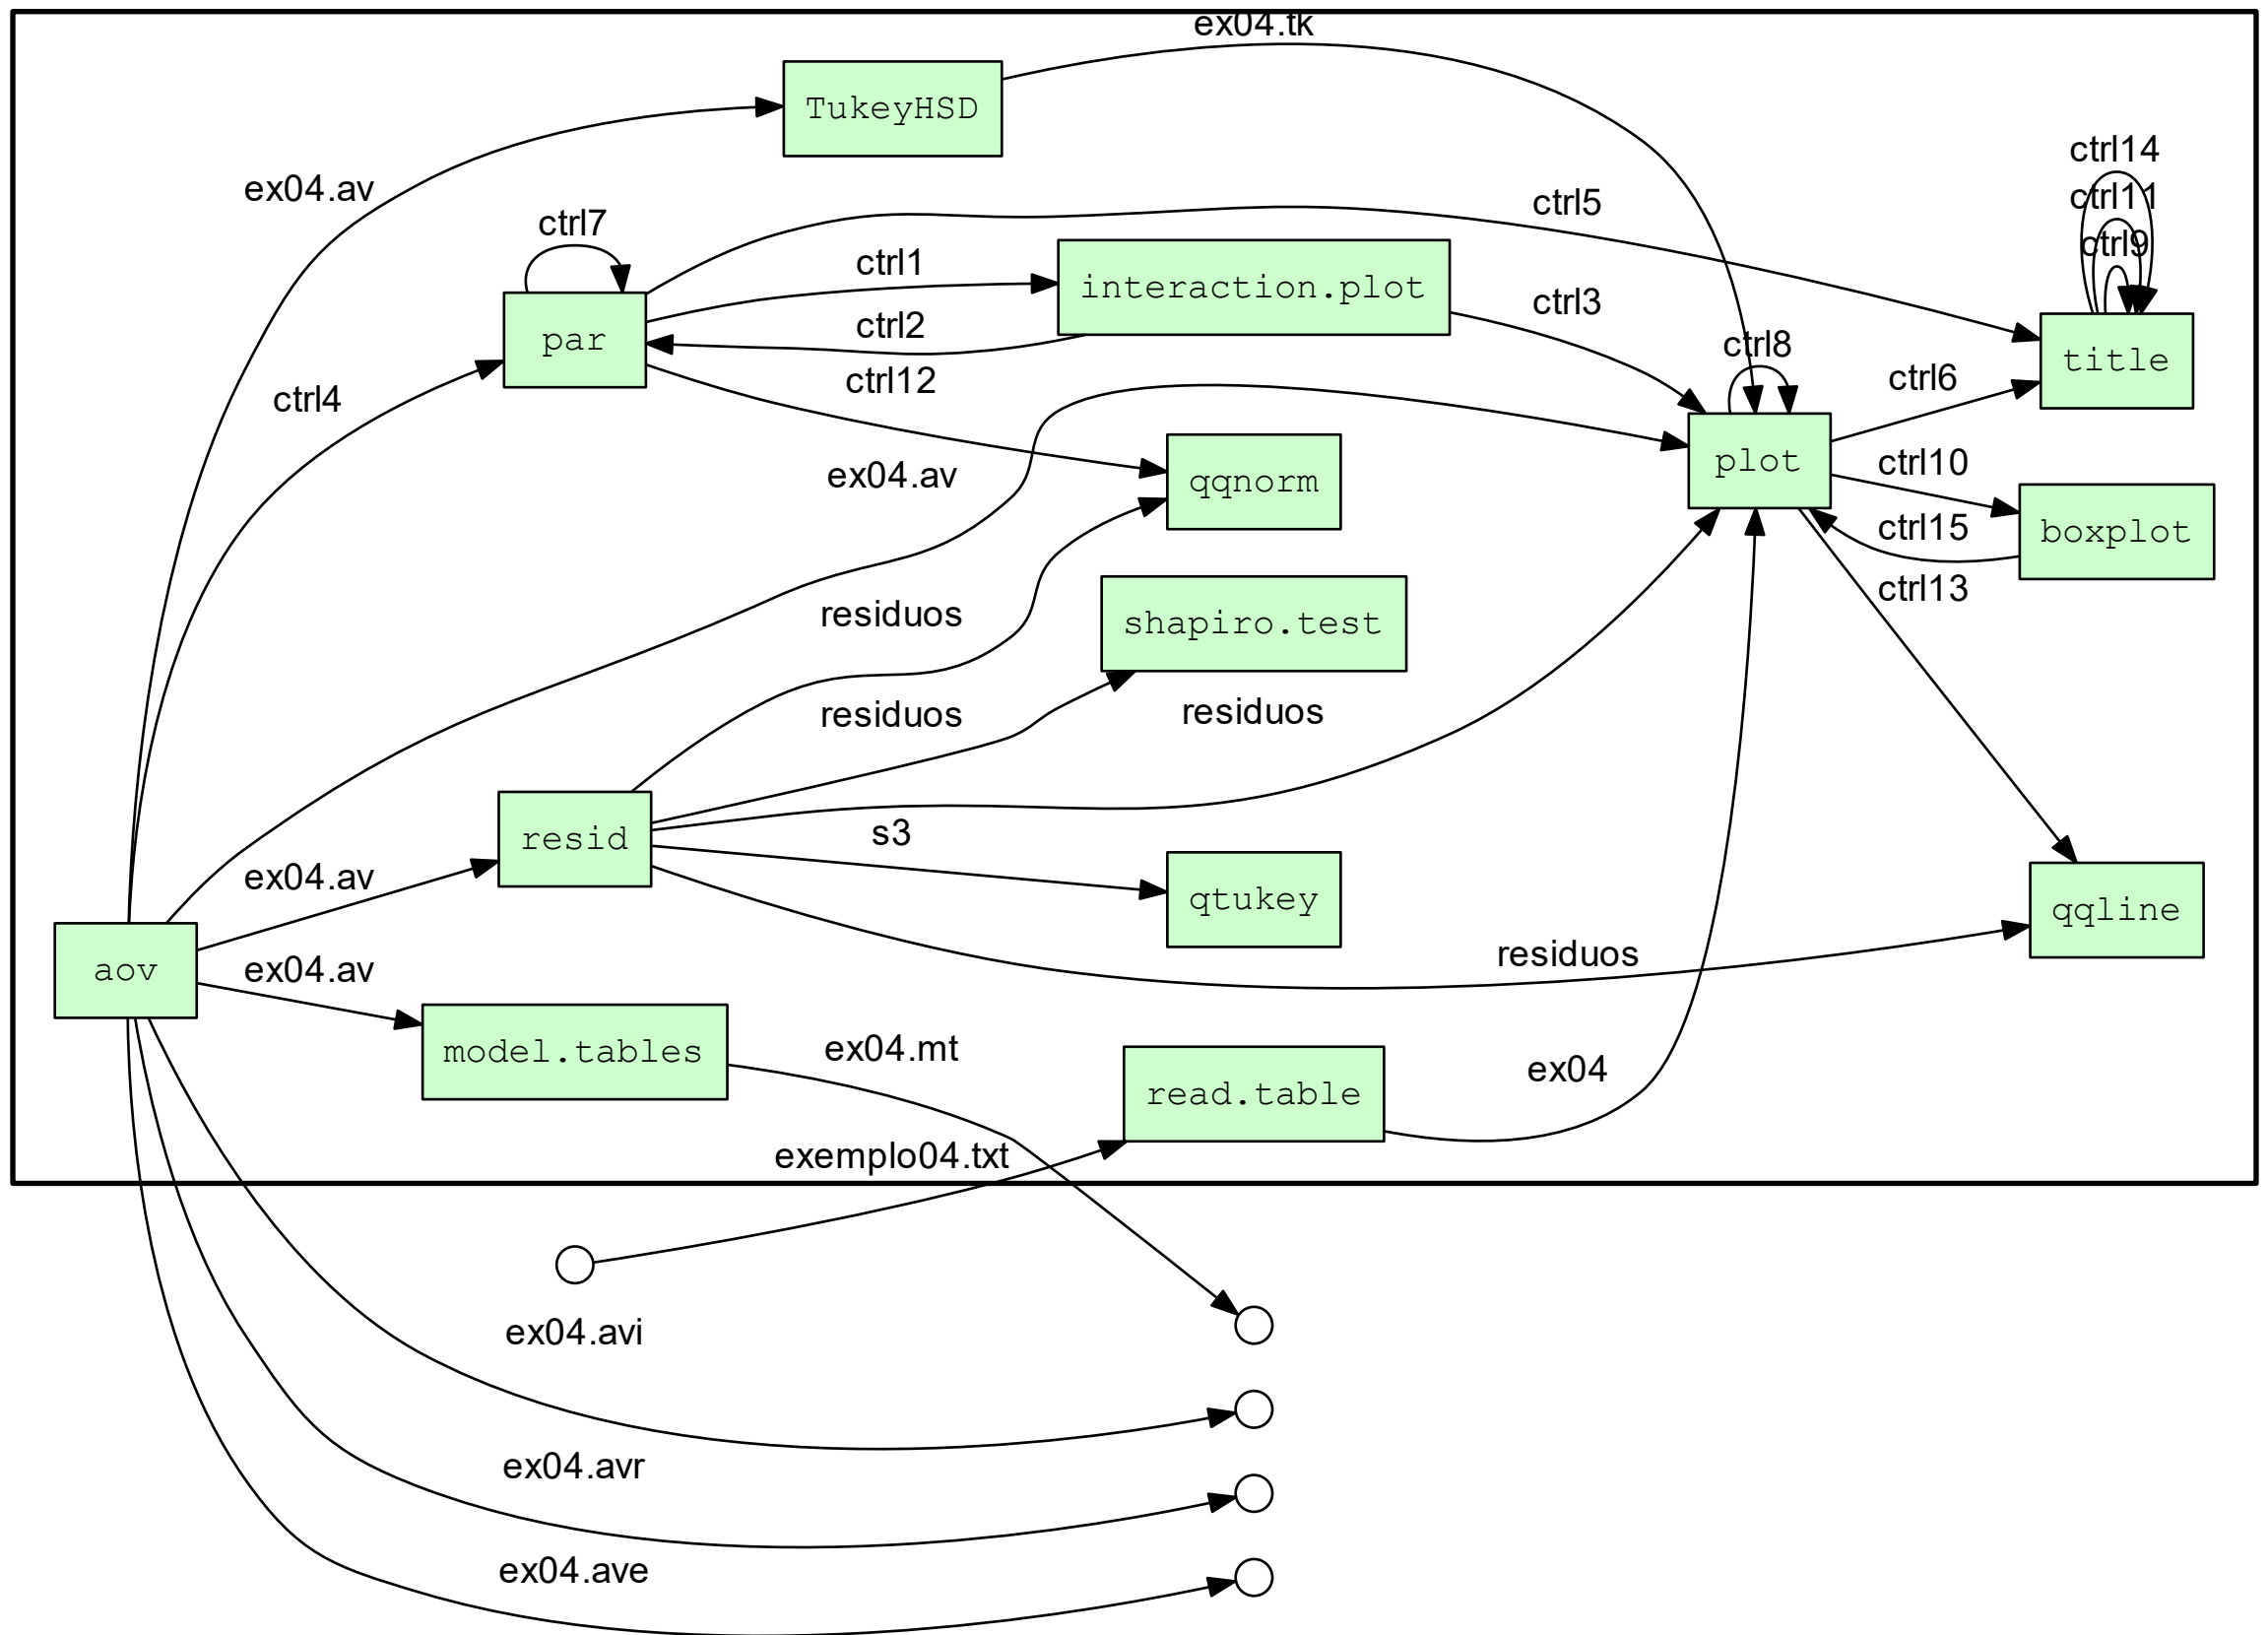 ex04.tk
TukeyHSD
ctrl14
ex04.av
ctrl11
ctrl5
ctrl7
ctrl9
ctrl1
interaction.plot
ctrl3
ctrl2
par
ctrl8
title
ctrl12
ctrl6
ctrl4
plot
ctrl10
ex04.av
qqnorm
ctrl15
boxplot
ctrl13
residuos
shapiro.test
residuos
residuos
s3
resid
ex04.av
qtukey
qqline
residuos
aov
ex04.av
model.tables
ex04.mt
ex04
read.table
exemplo04.txt
ex04.avi
ex04.avr
ex04.ave